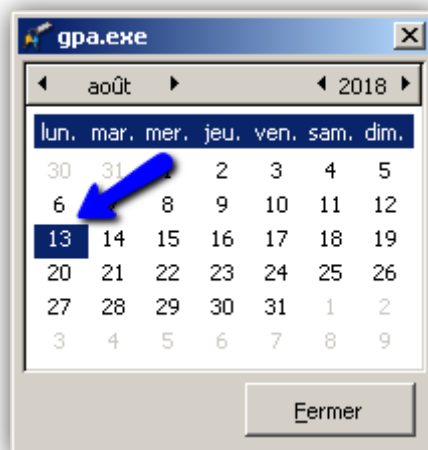 gpa.exe
août 2018
lun. mar. mer. jeu. ven. sam. dim.
30 31 1 2 3 4 5
6 8 9 10 11 12
13 14 15 16 17 18 19
20 21 22 23 24 25 26
27 28 29 30 31 1 2
3 4 5 6 7 8 9
Fermer